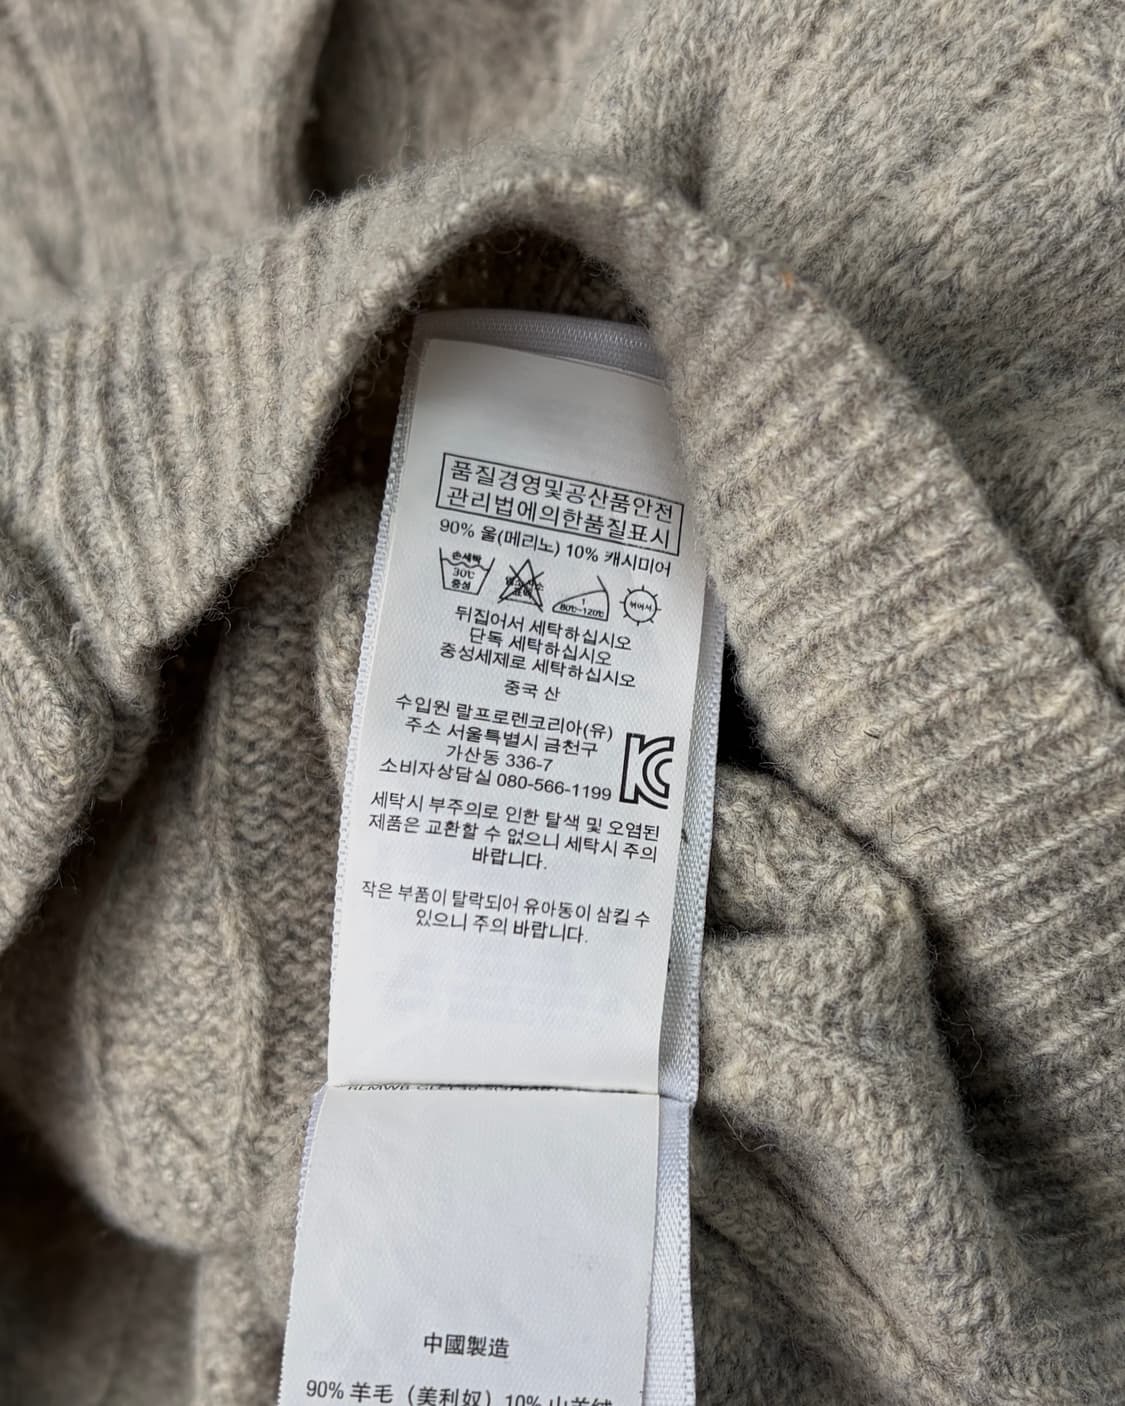 품질경영및공산품안전
관리법에의한품질표시
90% 울(메리노) 10% 캐시미어
손세탁
30℃
중성
80℃~120℃
뉘어서
뒤집어서 세탁하십시오
단독 세탁하십시오
중성세제로 세탁하십시오
중국 산
수입원 랄프로렌코리아(유)
주소 서울특별시 금천구
가산동 336-7
소비자상담실 080-566-1199
세탁시 부주의로 인한 탈색 및 오염된
제품은 교환할 수 없으니 세탁시 주의
바랍니다.
작은 부품이 탈락되어 유아동이 삼킬 수
있으니 주의 바랍니다.
中國製造
90% 羊毛（美利奴）10% 山羊絨